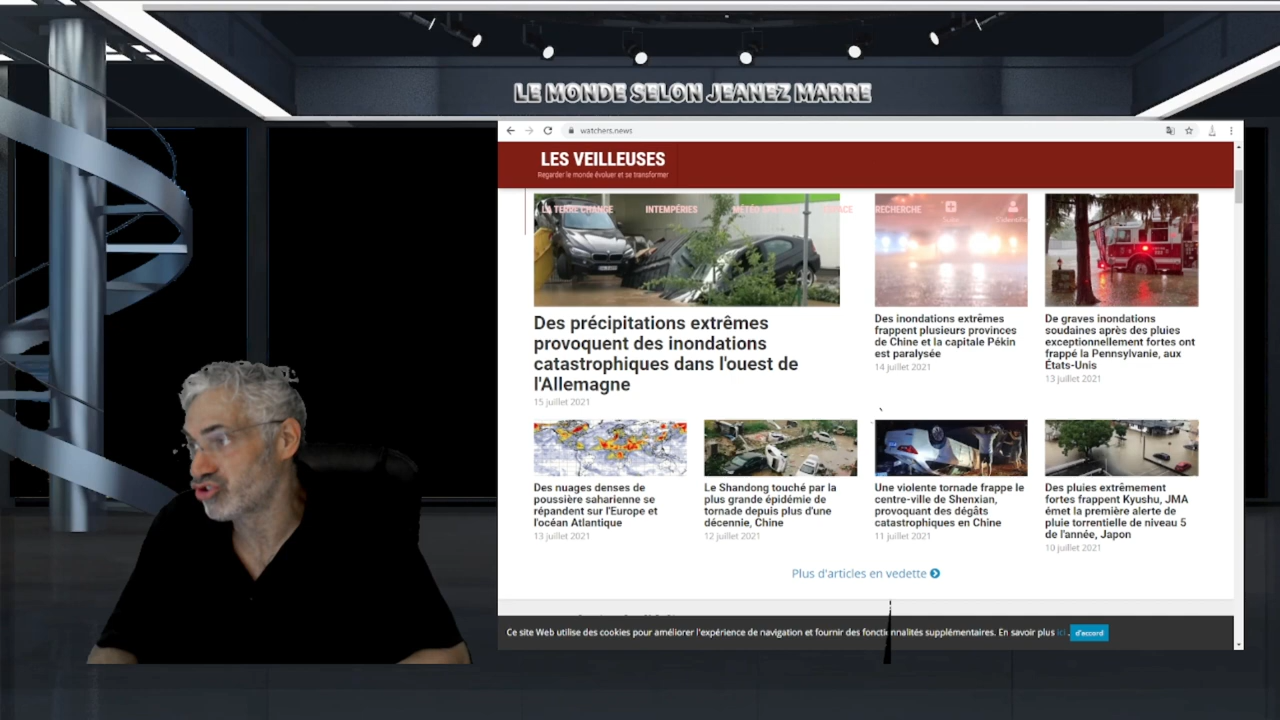 LE MONDE SELON JEANEZ MARRE
watchers.news
LES VEILLEUSES
Regarder le monde évoluer et se transformer
LA TERRE CHANGE
INTEMPÉRIES
MÉTÉO
RECHERCHE
Des précipitations extrêmes
provoquent des inondations
catastrophiques dans l'ouest de
l'Allemagne
15 juillet 2021
Des inondations extrêmes
frappent plusieurs provinces
de Chine et la capitale Pékin
est paralysée
14 juillet 2021
De graves inondations
soudaines après des pluies
exceptionnellement fortes ont
frappé la Pennsylvanie, aux
États-Unis
13 juillet 2021
Des nuages denses de
poussière saharienne se
répandent sur l'Europe et
l'océan Atlantique
13 juillet 2021
Le Shandong touché par la
plus grande épidémie de
tornade depuis plus d'une
décennie, Chine
12 juillet 2021
Une violente tornade frappe le
centre-ville de Shenxian,
provoquant des dégâts
catastrophiques en Chine
11 juillet 2021
Des pluies extrêmement
fortes frappent Kyushu, JMA
émet la première alerte de
pluie torrentielle de niveau 5
de l'année, Japon
10 juillet 2021
Plus d'articles en vedette
Ce site Web utilise des cookies pour améliorer l'expérience de navigation et fournir des fonctionnalités supplémentaires. En savoir plus ici . d'accord